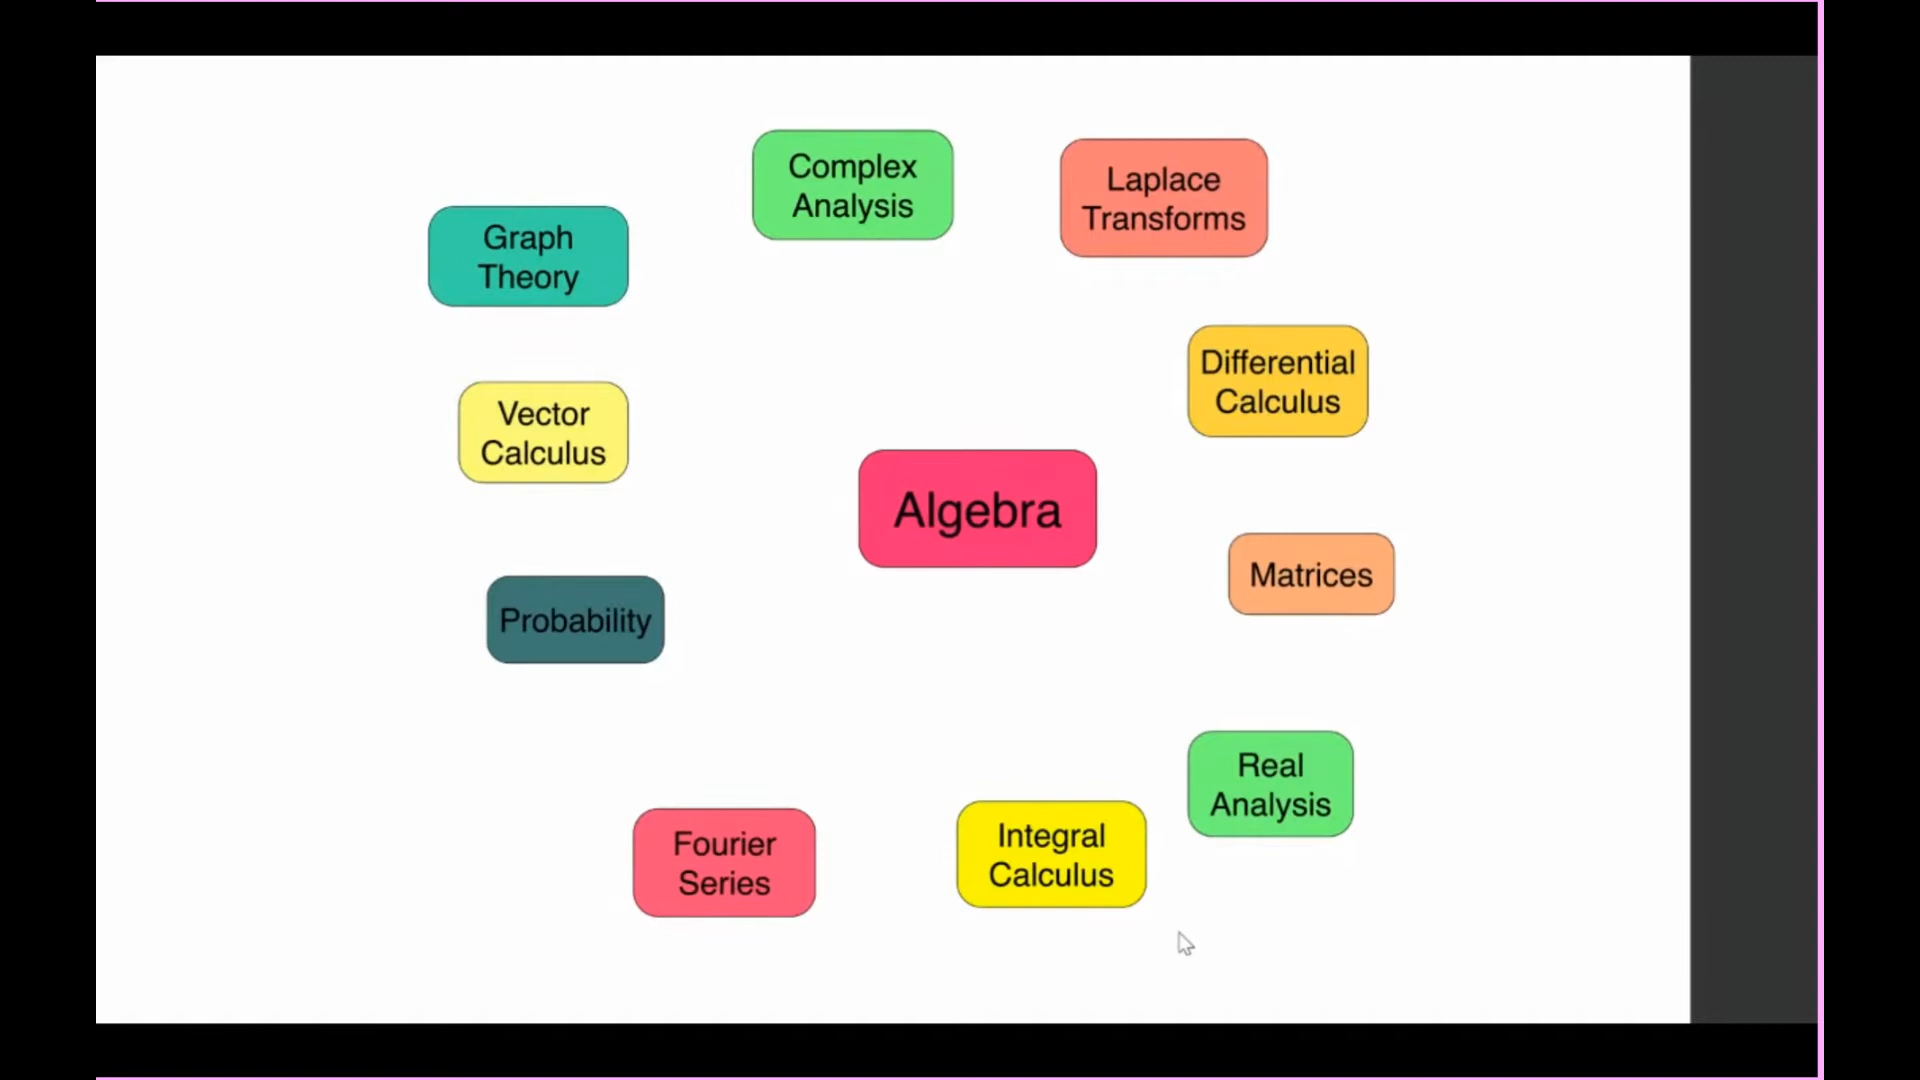 Complex
Analysis
Laplace
Transforms
Graph
Theory
Differential
Calculus
Vector
Calculus
Algebra
Matrices
Probability
Real
Analysis
Fourier
Series
Integral
Calculus